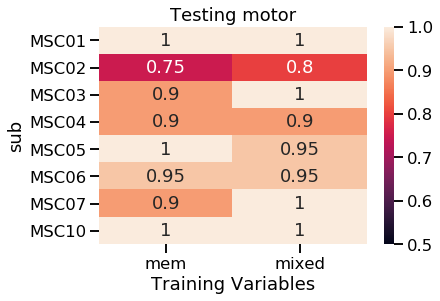 Testing motor
MSC01 1 1 1.0
MSC02 0.75 0.8 0.9
MSC03 0.9 1
MSC04 0.9 0.9 0.8
MSC05 1 0.95 0.7
MSC06 0.95 0.95
MSC07 0.9 1 0.6
MSC10 1 1 0.5
sub
mem mixed
Training Variables